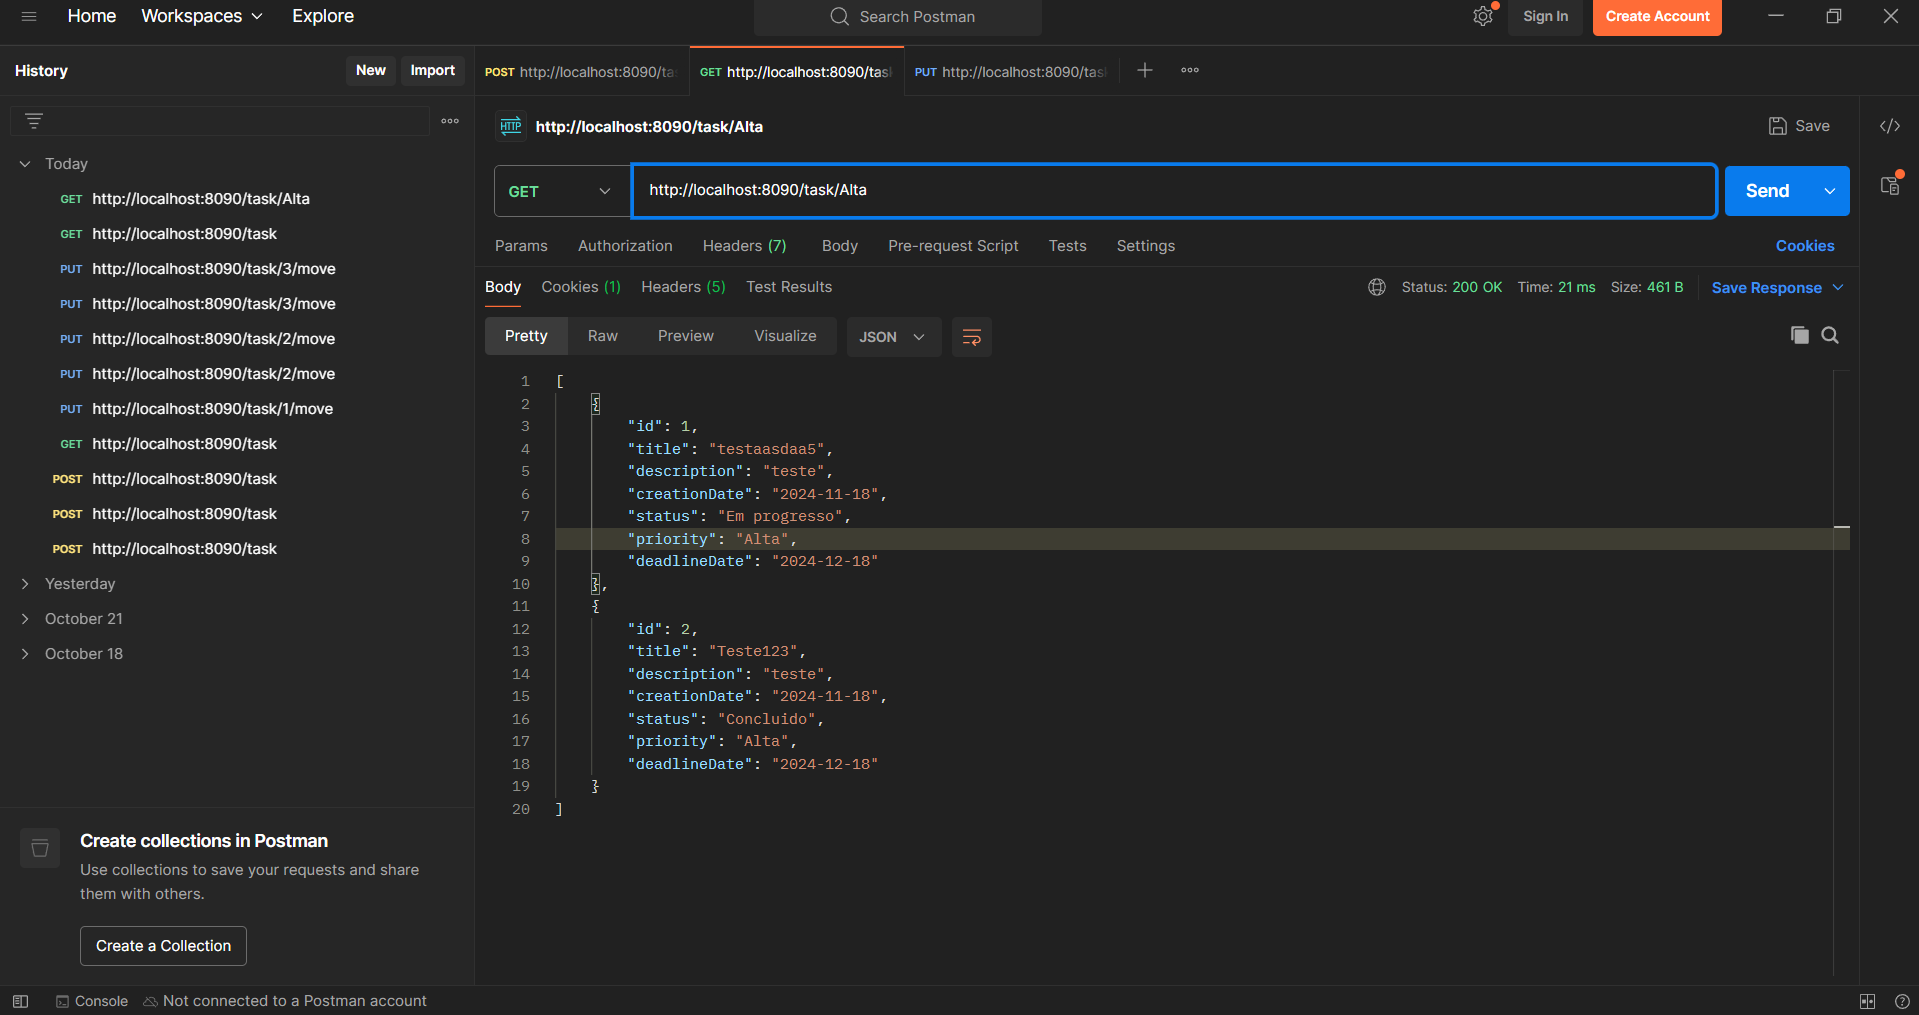 Home Workspaces Explore Search Postman Sign In Create Account
History New Import
POST http://localhost:8090/ta GET http://localhost:8090/tas PUT http://localhost:8090/tas
HTTP http://localhost:8090/task/Alta Save
GET http://localhost:8090/task/Alta Send
Params Authorization Headers (7) Body Pre-request Script Tests Settings Cookies
Body Cookies (1) Headers (5) Test Results Status: 200 OK Time: 21 ms Size: 461 B Save Response
Pretty Raw Preview Visualize JSON
Today
GET http://localhost:8090/task/Alta
GET http://localhost:8090/task
PUT http://localhost:8090/task/3/move
PUT http://localhost:8090/task/3/move
PUT http://localhost:8090/task/2/move
PUT http://localhost:8090/task/2/move
PUT http://localhost:8090/task/1/move
GET http://localhost:8090/task
POST http://localhost:8090/task
POST http://localhost:8090/task
POST http://localhost:8090/task
Yesterday
October 21
October 18
1 [
2 {
3 "id": 1,
4 "title": "testaasdaa5",
5 "description": "teste",
6 "creationDate": "2024-11-18",
7 "status": "Em progresso",
8 "priority": "Alta",
9 "deadlineDate": "2024-12-18"
10 },
11 {
12 "id": 2,
13 "title": "Teste123",
14 "description": "teste",
15 "creationDate": "2024-11-18",
16 "status": "Concluido",
17 "priority": "Alta",
18 "deadlineDate": "2024-12-18"
19 }
20 ]
Create collections in Postman
Use collections to save your requests and share
them with others.
Create a Collection
Console Not connected to a Postman account